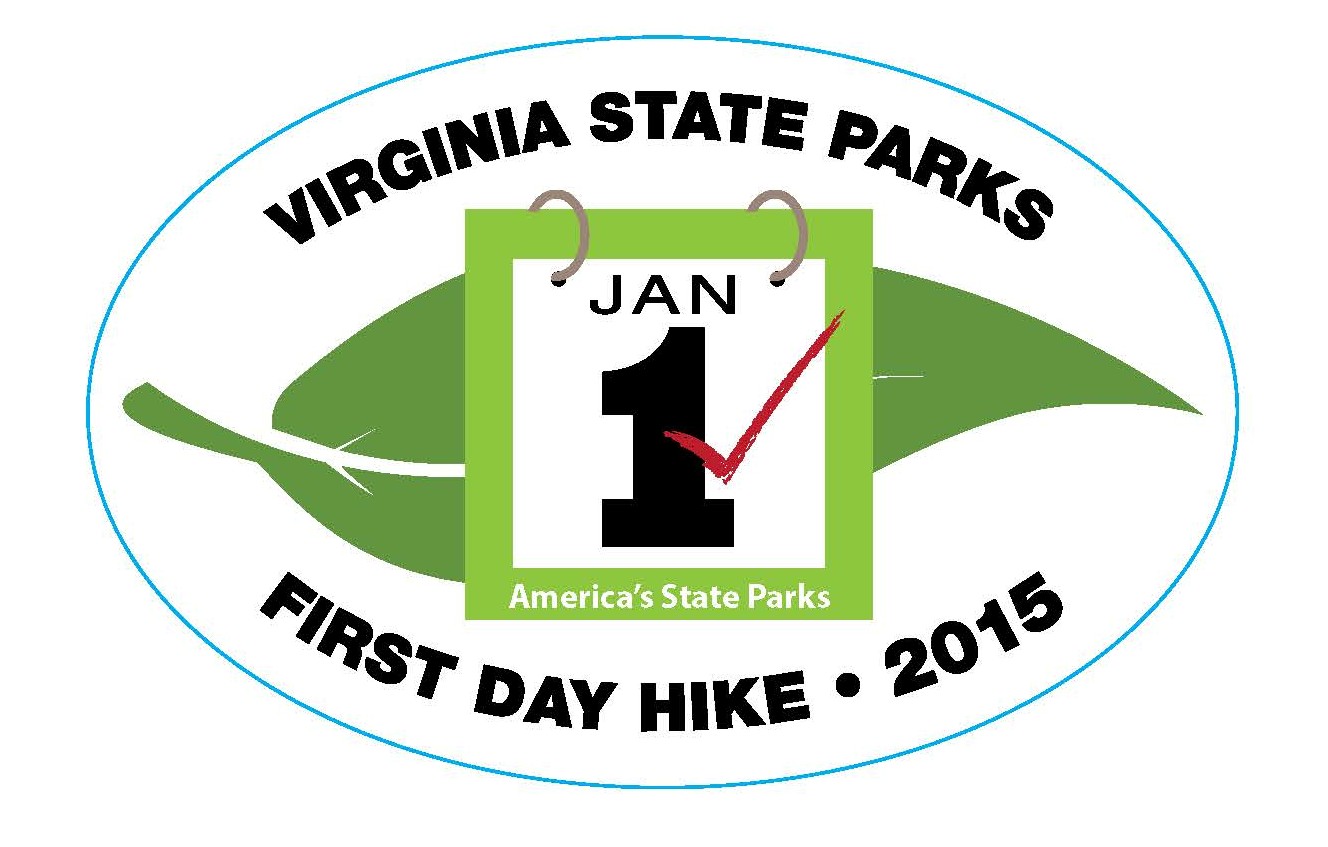 VIRGINIA STATE PARKS
JAN
1
America's State Parks
FIRST DAY HIKE • 2015